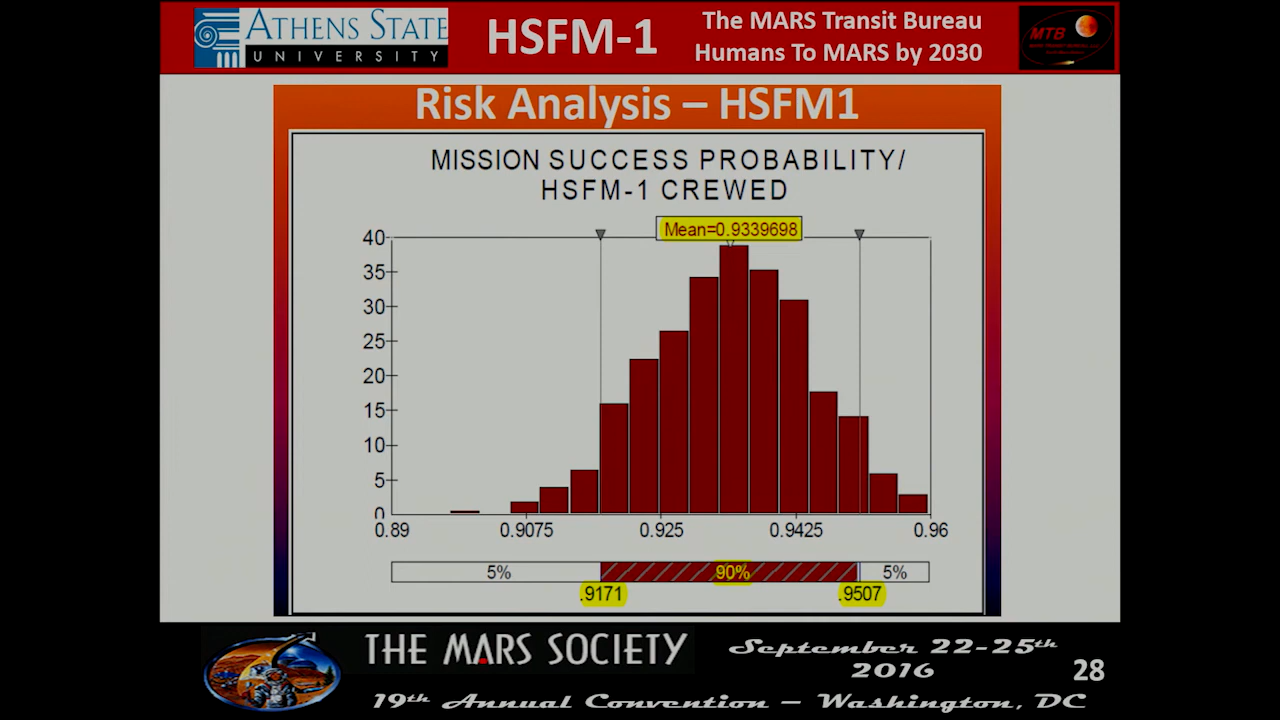 ATHENS STATE
UNIVERSITY
HSFM-1
The MARS Transit Bureau
Humans To MARS by 2030
MTB
Risk Analysis – HSFM1
MISSION SUCCESS PROBABILITY/
HSFM-1 CREWED
Mean=0.9339698
40
35
30
25
20
15
10
5
0
0.89 0.9075 0.925 0.9425 0.96
5% 90% 5%
.9171 .9507
THE MARS SOCIETY
September 22-25th
2016
28
19th Annual Convention – Washington, DC